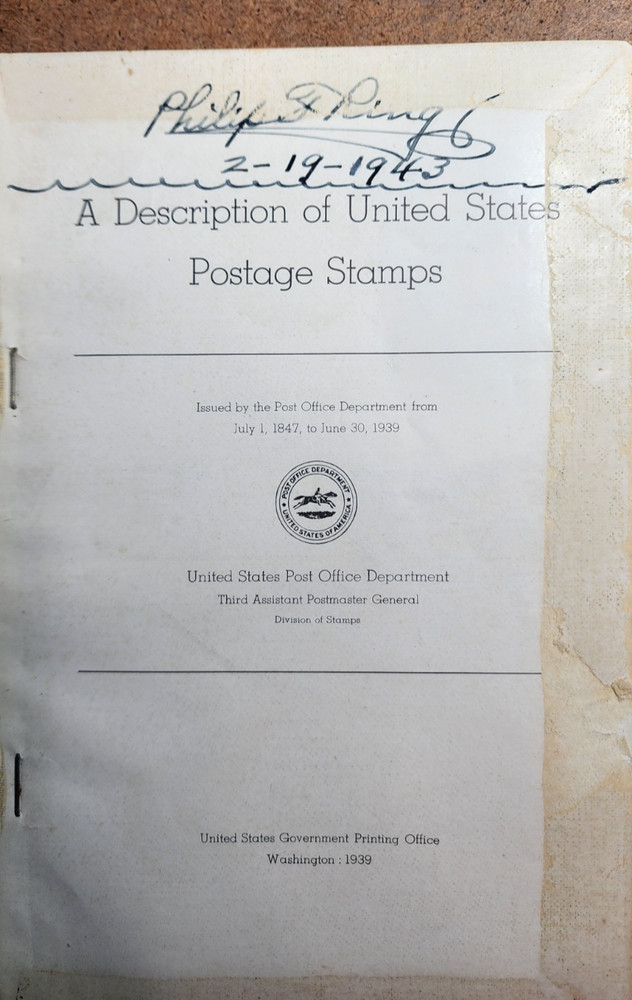 Philip F. Ring
2-19-1943
A Description of United States
Postage Stamps
Issued by the Post Office Department from
July 1, 1847, to June 30, 1939
POST OFFICE DEPARTMENT
UNITED STATES OF AMERICA
United States Post Office Department
Third Assistant Postmaster General
Division of Stamps
United States Government Printing Office
Washington : 1939